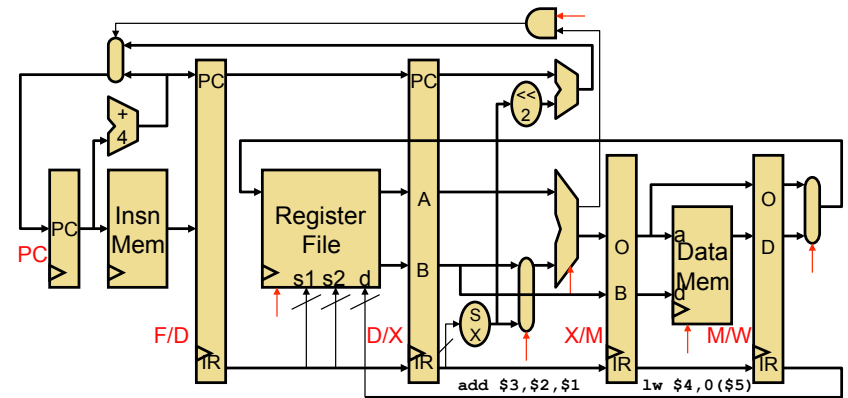 PC
PC
<<
2
+
4
Insn
Mem
Register
File
A
O
PC
PC
a
O
D
Data
Mem
B
s1 s2 d
S
X
B
d
F/D
D/X
X/M
M/W
IR
IR
IR
IR
add $3,$2,$1
lw $4,0($5)